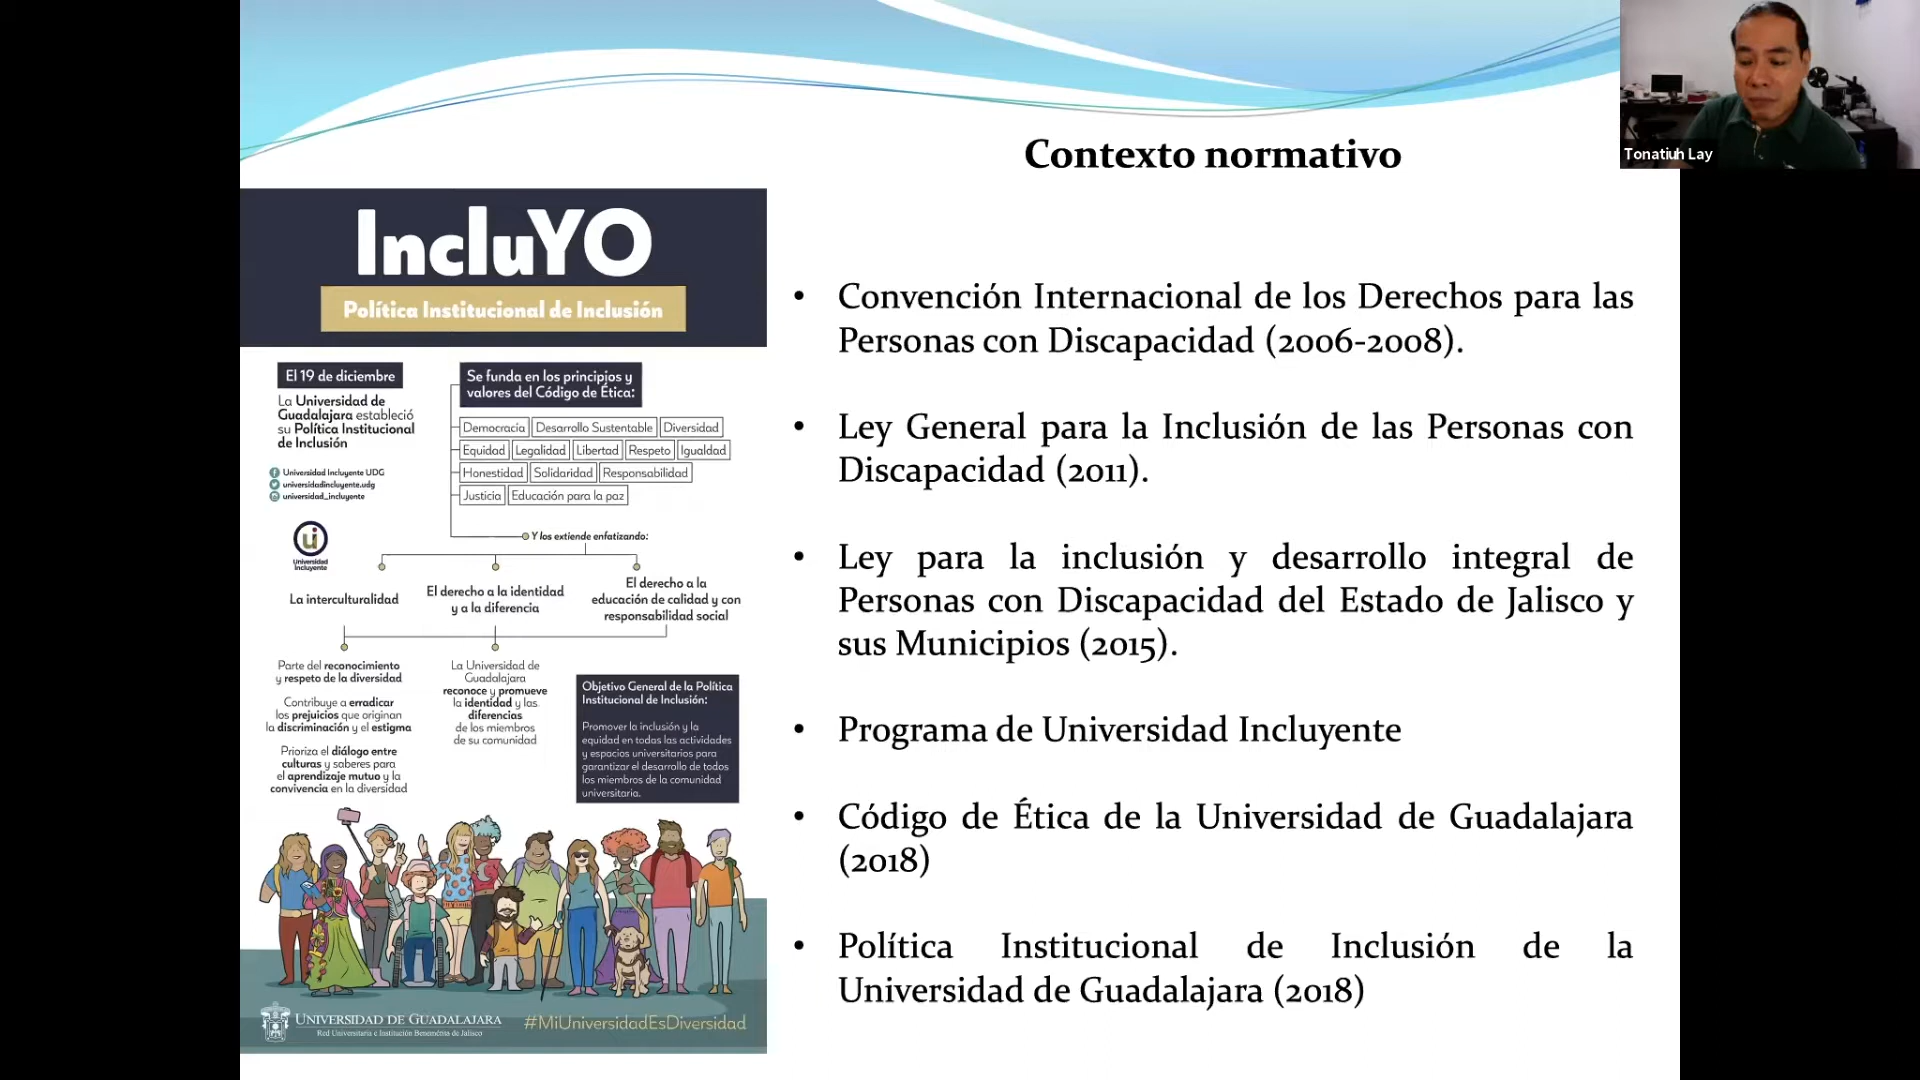 Contexto normativo
Tonatiuh Lay
IncluYO
Política Institucional de Inclusión
El 19 de diciembre
La Universidad de
Guadalajara estableció
su Política Institucional
de Inclusión
Universidad Incluyente UDG
universidadincluyente.udg
universidad_incluyente
ui
Universidad
Incluyente
Se funda en los principios y
valores del Código de Ética:
Democracia Desarrollo Sustentable Diversidad
Equidad Legalidad Libertad Respeto Igualdad
Honestidad Solidaridad Responsabilidad
Justicia Educación para la paz
Y los extiende enfatizando:
La interculturalidad
El derecho a la identidad
y a la diferencia
El derecho a la
educación de calidad y con
responsabilidad social
Parte del reconocimiento
y respeto de la diversidad
Contribuye a erradicar
los prejuicios que originan
la discriminación y el estigma
Prioriza el diálogo entre
culturas y saberes para
el aprendizaje mutuo y la
convivencia en la diversidad
La Universidad de
Guadalajara
reconoce y promueve
la identidad y las
diferencias
de los miembros
de su comunidad
Objetivo General de la Política
Institucional de Inclusión:
Promover la inclusión y la
equidad en todas las actividades
y espacios universitarios para
garantizar el desarrollo de todos
los miembros de la comunidad
universitaria.
UNIVERSIDAD DE GUADALAJARA
Red Universitaria e Institución Benemérita de Jalisco
#MiUniversidadEsDiversidad
• Convención Internacional de los Derechos para las
Personas con Discapacidad (2006-2008).
• Ley General para la Inclusión de las Personas con
Discapacidad (2011).
• Ley para la inclusión y desarrollo integral de
Personas con Discapacidad del Estado de Jalisco y
sus Municipios (2015).
• Programa de Universidad Incluyente
• Código de Ética de la Universidad de Guadalajara
(2018)
• Política Institucional de Inclusión de la
Universidad de Guadalajara (2018)